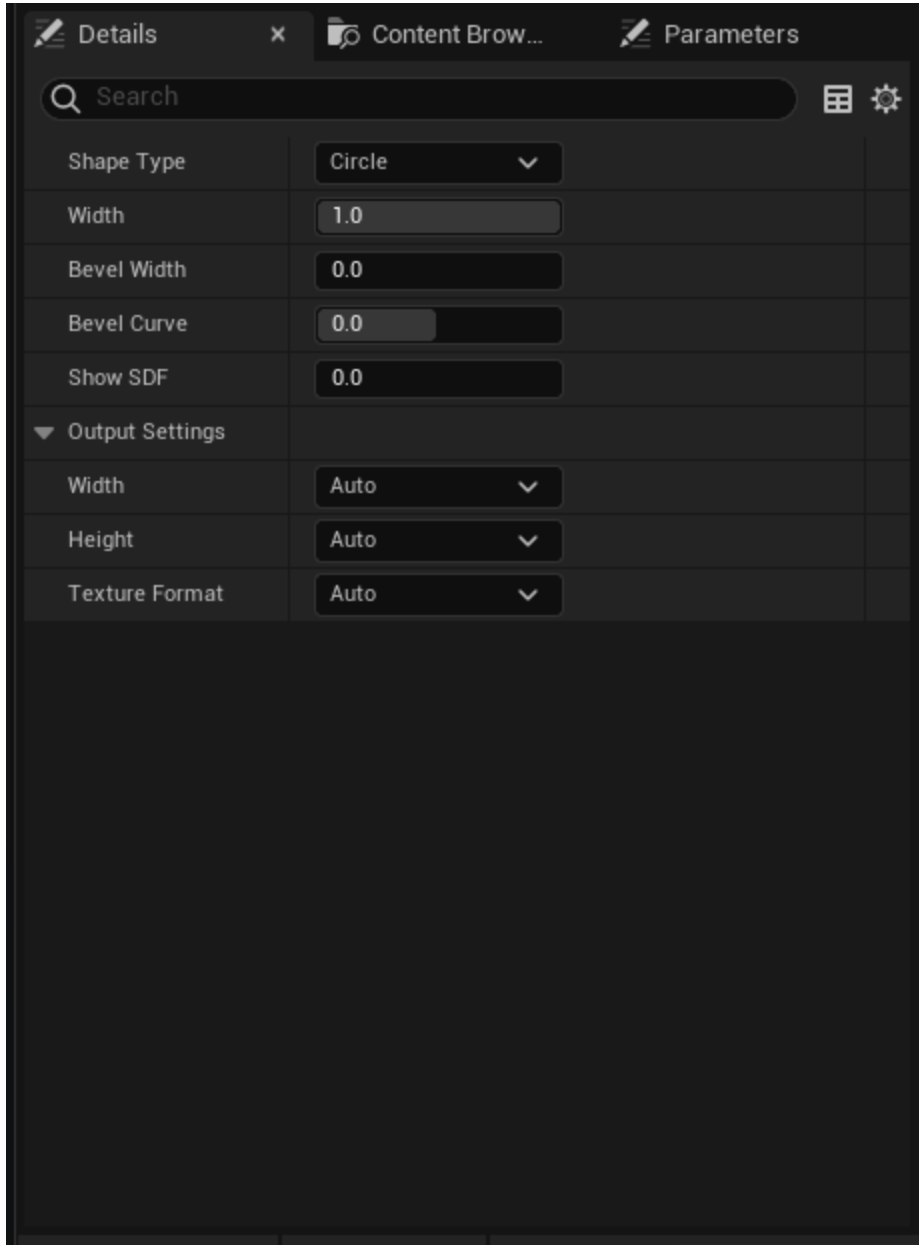 Details Content Brow... Parameters
Search
Shape Type Circle
Width 1.0
Bevel Width 0.0
Bevel Curve 0.0
Show SDF 0.0
Output Settings
Width Auto
Height Auto
Texture Format Auto